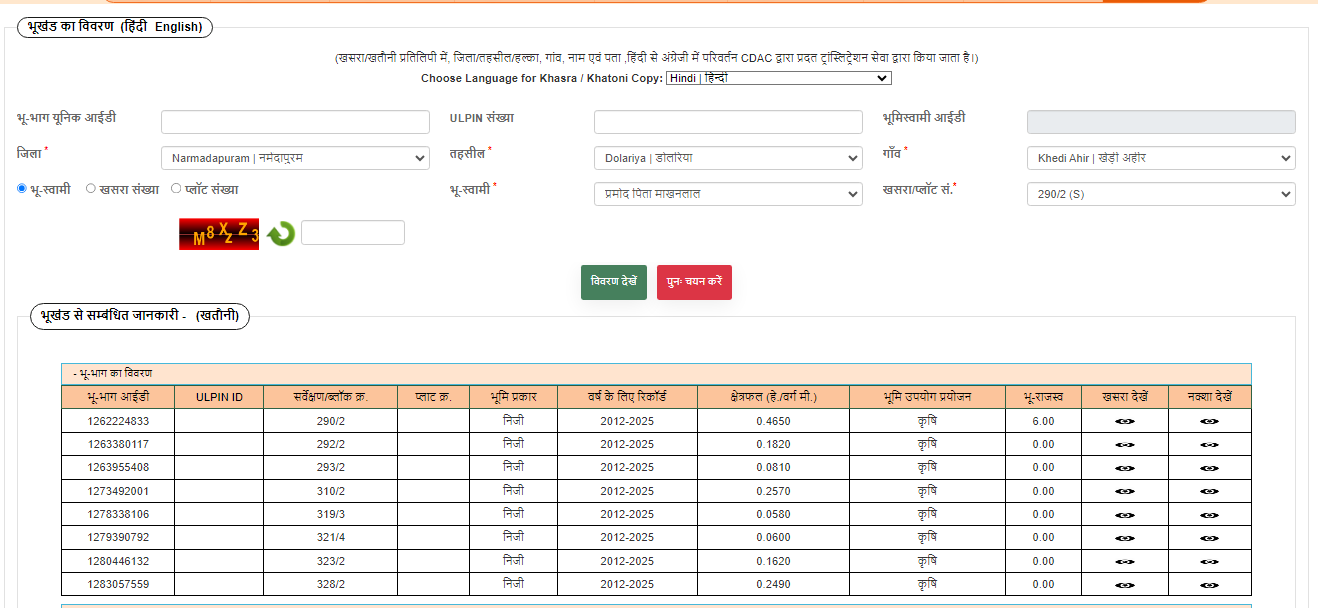 भूखंड का विवरण (हिंदी English)
(खसरा/खतौनी प्रतिलिपी में, जिला/तहसील/हल्का, गांव, नाम एवं पता ,हिंदी से अंग्रेजी में परिवर्तन CDAC द्वारा प्रदत ट्रांस्लिट्रेशन सेवा द्वारा किया जाता है।)
Choose Language for Khasra / Khatoni Copy: Hindi | हिन्दी
भू-भाग यूनिक आईडी ULPIN संख्या भूमिस्वामी आईडी
जिला * Narmadapuram | नर्मदापुरम तहसील * Dolariya | डोलरिया गाँव * Khedi Ahir | खेड़ी अहीर
भू-स्वामी खसरा संख्या प्लॉट संख्या भू-स्वामी * प्रमोद पिता माखनलाल खसरा/प्लॉट सं.* 290/2 (S)
M8XZZ3
विवरण देखें पुनः चयन करें
भूखंड से सम्बंधित जानकारी - (खतौनी)
- भू-भाग का विवरण
भू-भाग आईडी ULPIN ID सर्वेक्षण/ब्लॉक क्र. प्लाट क्र. भूमि प्रकार वर्ष के लिए रिकॉर्ड क्षेत्रफल (हे./वर्ग मी.) भूमि उपयोग प्रयोजन भू-राजस्व खसरा देखें नक्शा देखें
1262224833 290/2 निजी 2012-2025 0.4650 कृषि 6.00
1263380117 292/2 निजी 2012-2025 0.1820 कृषि 0.00
1263955408 293/2 निजी 2012-2025 0.0810 कृषि 0.00
1273492001 310/2 निजी 2012-2025 0.2570 कृषि 0.00
1278338106 319/3 निजी 2012-2025 0.0580 कृषि 0.00
1279390792 321/4 निजी 2012-2025 0.0600 कृषि 0.00
1280446132 323/2 निजी 2012-2025 0.1620 कृषि 0.00
1283057559 328/2 निजी 2012-2025 0.2490 कृषि 0.00